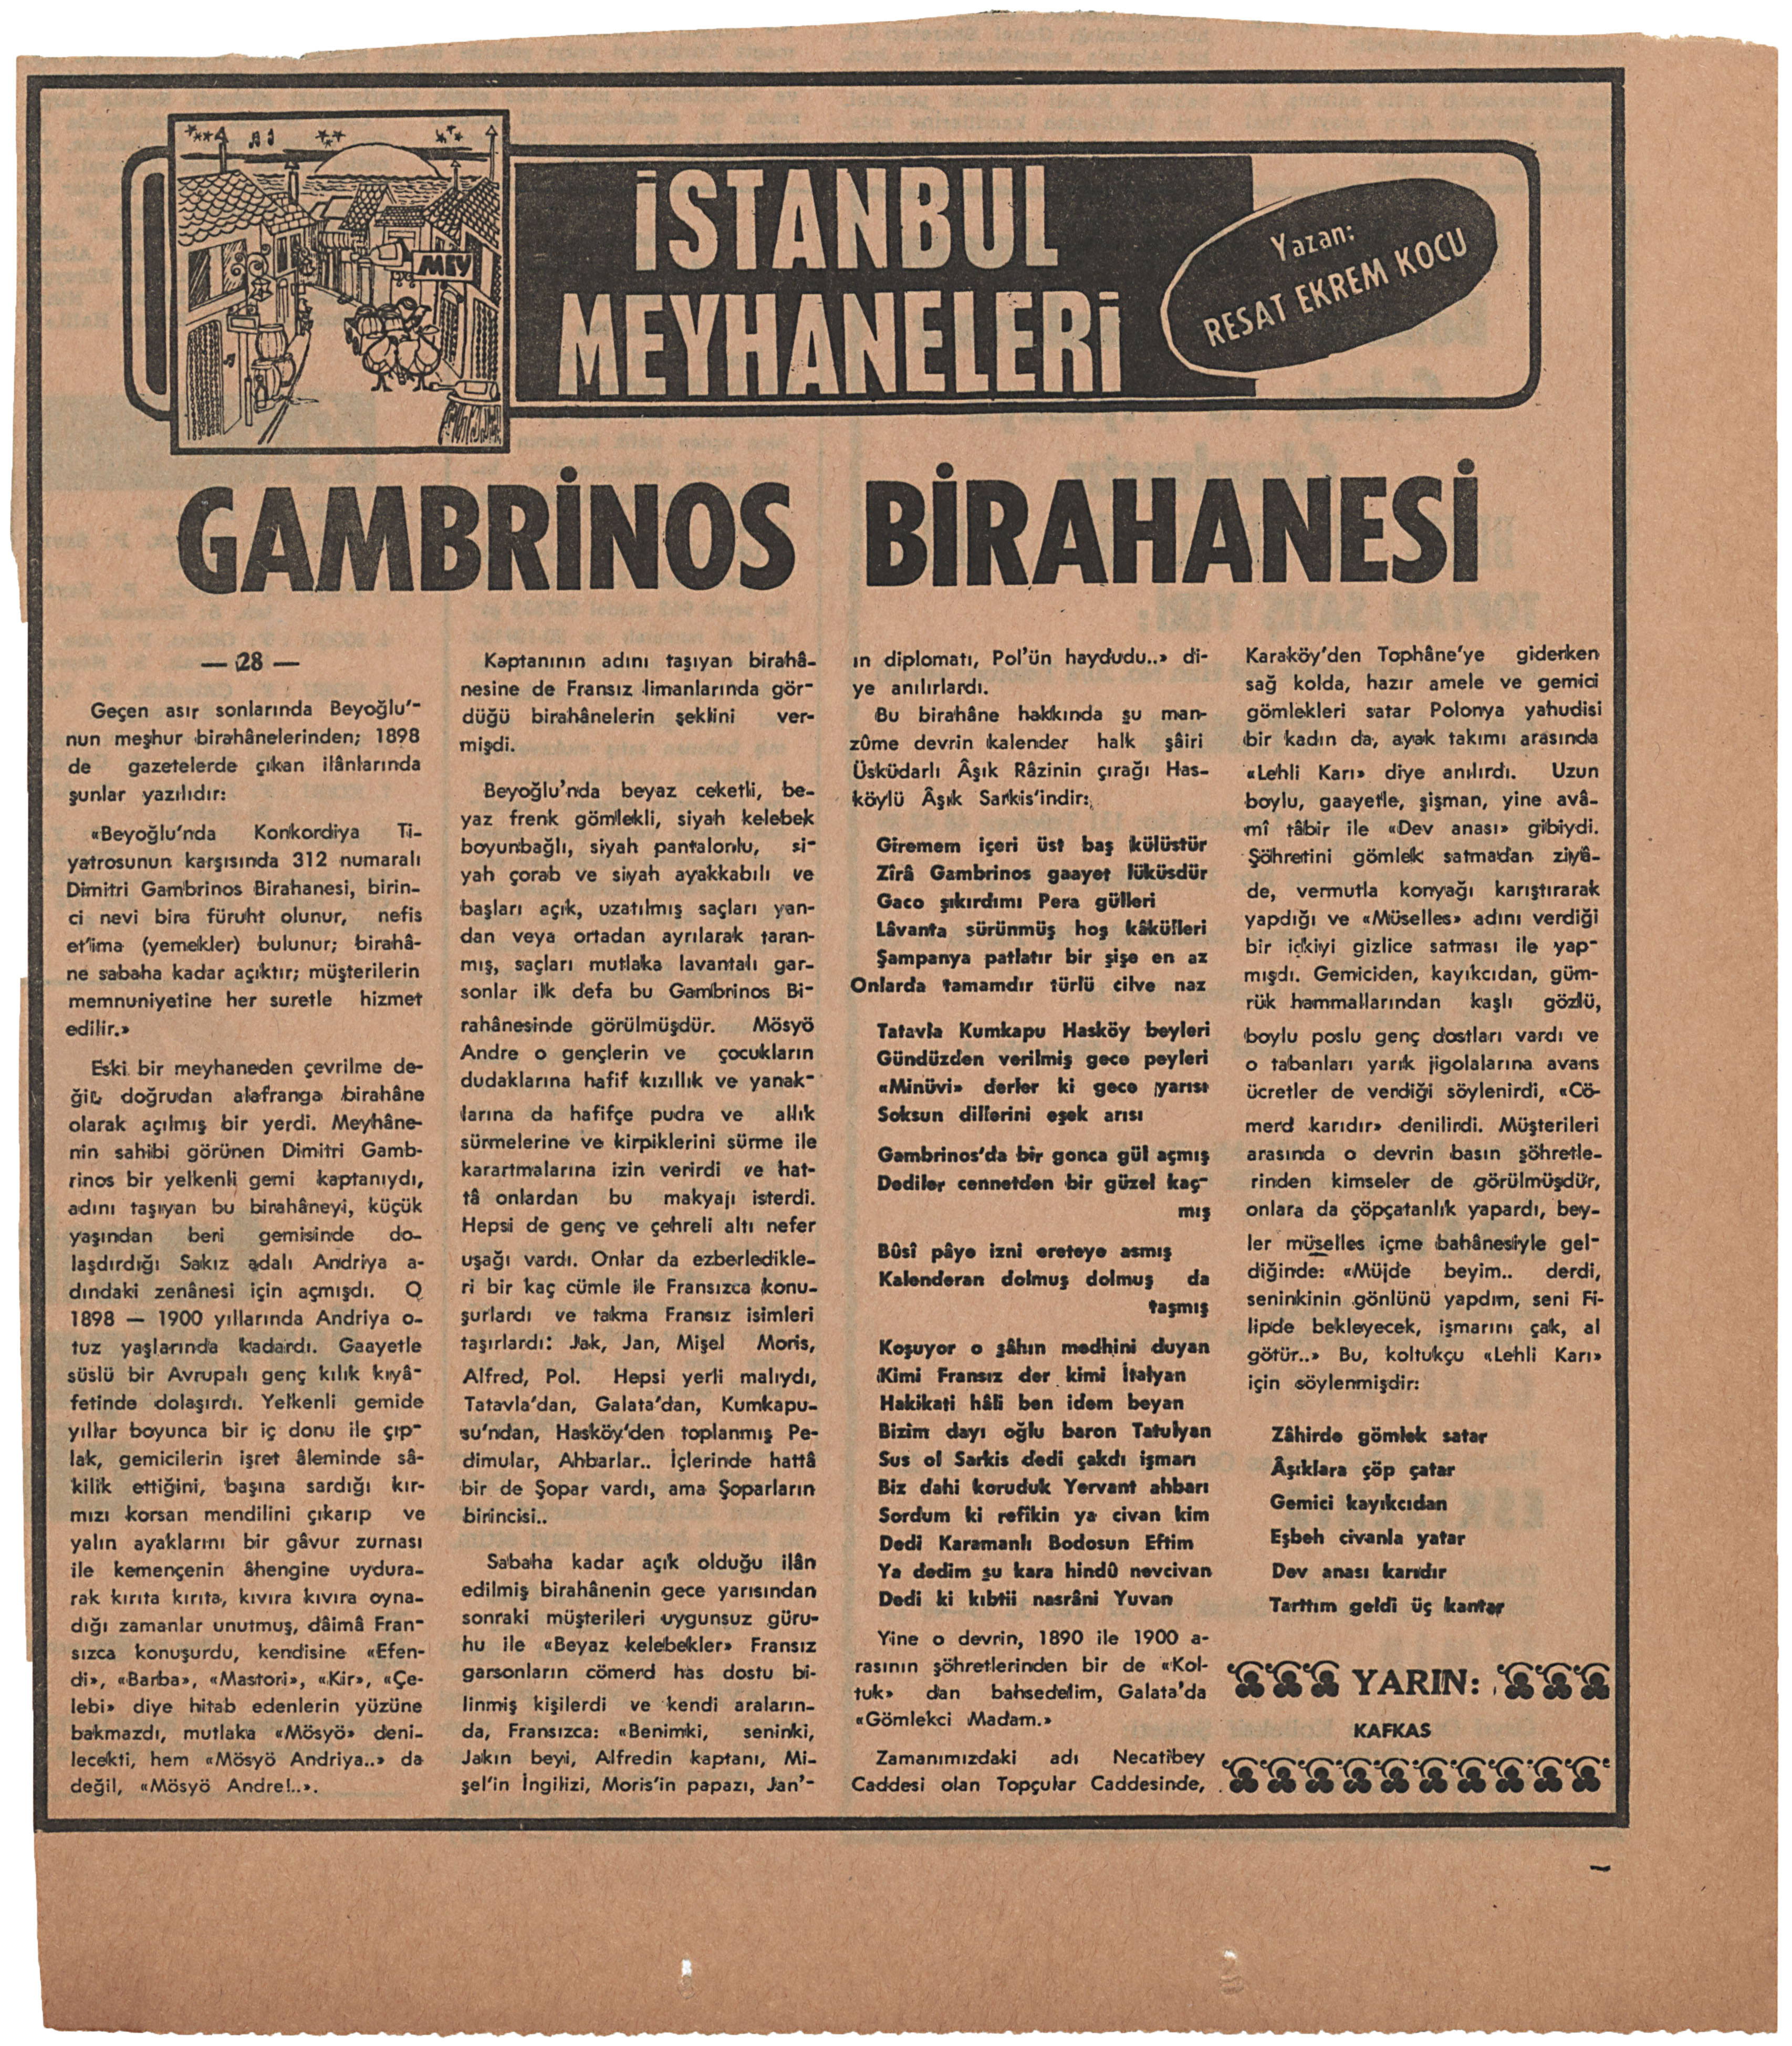 MEY
İSTANBUL
MEYHANELERİ
Yazan:
RESAT EKREM KOCU
GAMBRİNOS BİRAHANESİ
— 28 —
Geçen asır sonlarında Beyoğlu'-
nun meşhur birahânelerinden; 1898
de gazetelerde çıkan ilânlarında
şunlar yazılıdır:
«Beyoğlu'nda Konkordiya Ti-
yatrosunun karşısında 312 numaralı
Dimitri Gambrinos Birahanesi, birin-
ci nevi bira füruht olunur, nefis
et'ima (yemekler) bulunur; birahâ-
ne sabaha kadar açıktır; müşterilerin
memnuniyetine her suretle hizmet
edilir.»
Eski bir meyhaneden çevrilme de-
ğil, doğrudan alafranga birahâne
olarak açılmış bir yerdi. Meyhâne-
nin sahibi görünen Dimitri Gamb-
rinos bir yelkenli gemi kaptanıydı,
adını taşıyan bu birahâneyi, küçük
yaşından beri gemisinde do-
laşdırdığı Sakız adalı Andriya a-
dındaki zenânesi için açmışdı. O
1898 — 1900 yıllarında Andriya o-
tuz yaşlarında kadardı. Gaayetle
süslü bir Avrupalı genç kılık kıyâ-
fetinde dolaşırdı. Yelkenli gemide
yıllar boyunca bir iç donu ile çıp-
lak, gemicilerin işret âleminde sâ-
kilik ettiğini, başına sardığı kır-
mızı korsan mendilini çıkarıp ve
yalın ayaklarını bir gâvur zurnası
ile kemençenin âhengine uydura-
rak kırıta kırıta, kıvıra kıvıra oyna-
dığı zamanlar unutmuş, dâimâ Fran-
sızca konuşurdu, kendisine «Efen-
di», «Barba», «Mastori», «Kir», «Çe-
lebi» diye hitab edenlerin yüzüne
bakmazdı, mutlaka «Mösyö» deni-
lecekti, hem «Mösyö Andriya..» da
değil, «Mösyö Andre!..».
Kaptanının adını taşıyan birahâ-
nesine de Fransız limanlarında gör-
düğü birahânelerin şeklini ver-
mişdi.
Beyoğlu'nda beyaz ceketli, be-
yaz frenk gömlekli, siyah kelebek
boyunbağlı, siyah pantalonlu, si-
yah çorab ve siyah ayakkabılı ve
başları açık, uzatılmış saçları yan-
dan veya ortadan ayrılarak taran-
mış, saçları mutlaka lavantalı gar-
sonlar ilk defa bu Gambrinos Bi-
rahânesinde görülmüşdür. Mösyö
Andre o gençlerin ve çocukların
dudaklarına hafif kızıllık ve yanak-
larına da hafifçe pudra ve allık
sürmelerine ve kirpiklerini sürme ile
karartmalarına izin verirdi ve hat-
tâ onlardan bu makyajı isterdi.
Hepsi de genç ve çehreli altı nefer
uşağı vardı. Onlar da ezberledikle-
ri bir kaç cümle ile Fransızca konu-
şurlardı ve takma Fransız isimleri
taşırlardı: Jak, Jan, Mişel Moris,
Alfred, Pol. Hepsi yerli malıydı,
Tatavla'dan, Galata'dan, Kumkapu-
su'ndan, Hasköy'den toplanmış Pe-
dimular, Ahbarlar.. İçlerinde hattâ
bir de Şopar vardı, ama Şoparların
birincisi..
Sabaha kadar açık olduğu ilân
edilmiş birahânenin gece yarısından
sonraki müşterileri uygunsuz güru-
hu ile «Beyaz kelebekler» Fransız
garsonların cömerd has dostu bi-
linmiş kişilerdi ve kendi araların-
da, Fransızca: «Benimki, seninki,
Jakın beyi, Alfredin kaptanı, Mi-
şel'in İngilizi, Moris'in papazı, Jan'-
ın diplomatı, Pol'ün haydudu..» di-
ye anılırlardı.
Bu birahâne hakkında şu man-
zûme devrin kalender halk şâiri
Üsküdarlı Âşık Râzinin çırağı Has-
köylü Âşık Sarkis'indir:
Giremem içeri üst baş külüstür
Zîrâ Gambrinos gaayet lüküsdür
Gaco şıkırdımı Pera gülleri
Lâvanta sürünmüş hoş kâkülleri
Şampanya patlatır bir şişe en az
Onlarda tamamdır türlü cilve naz
Tatavla Kumkapu Hasköy beyleri
Gündüzden verilmiş gece peyleri
«Minüvi» derler ki gece yarısı
Soksun dillerini eşek arısı
Gambrinos'da bir gonca gül açmış
Dediler cennetden bir güzel kaç-
mış
Bûsî pâye izni ereteye asmış
Kalenderan dolmuş dolmuş da
taşmış
Koşuyor o şâhın medhini duyan
Kimi Fransız der kimi İtalyan
Hakikati hâli ben idem beyan
Bizim dayı oğlu baron Tatulyan
Sus ol Sarkis dedi çakdı işmarı
Biz dahi koruduk Yervant ahbarı
Sordum ki refikin ya civan kim
Dedi Karamanlı Bodosun Eftim
Ya dedim şu kara hindû nevcivan
Dedi ki kıbtii nasrâni Yuvan
Yine o devrin, 1890 ile 1900 a-
rasının şöhretlerinden bir de «Kol-
tuk» dan bahsedelim, Galata'da
«Gömlekci Madam.»
Zamanımızdaki adı Necatibey
Caddesi olan Topçular Caddesinde,
Karaköy'den Tophâne'ye giderken
sağ kolda, hazır amele ve gemici
gömlekleri satar Polonya yahudisi
bir kadın da, ayak takımı arasında
«Lehli Karı» diye anılırdı. Uzun
boylu, gaayetle, şişman, yine avâ-
mî tâbir ile «Dev anası» gibiydi.
Şöhretini gömlek satmadan ziyâ-
de, vermutla konyağı karıştırarak
yapdığı ve «Müselles» adını verdiği
bir içkiyi gizlice satması ile yap-
mışdı. Gemiciden, kayıkcıdan, güm-
rük hammallarından kaşlı gözlü,
boylu poslu genç dostları vardı ve
o tabanları yarık jigolalarına avans
ücretler de verdiği söylenirdi, «Cö-
merd karıdır» denilirdi. Müşterileri
arasında o devrin basın şöhretle-
rinden kimseler de görülmüşdür,
onlara da çöpçatanlık yapardı, bey-
ler müselles içme bahânesiyle gel-
diğinde: «Müjde beyim.. derdi,
seninkinin gönlünü yapdım, seni Fi-
lipde bekleyecek, işmarını çak, al
götür..» Bu, koltukçu «Lehli Karı»
için söylenmişdir:
Zâhirde gömlek satar
Âşıklara çöp çatar
Gemici kayıkcıdan
Eşbeh civanla yatar
Dev anası karıdır
Tarttım geldi üç kantar
YARIN:
KAFKAS